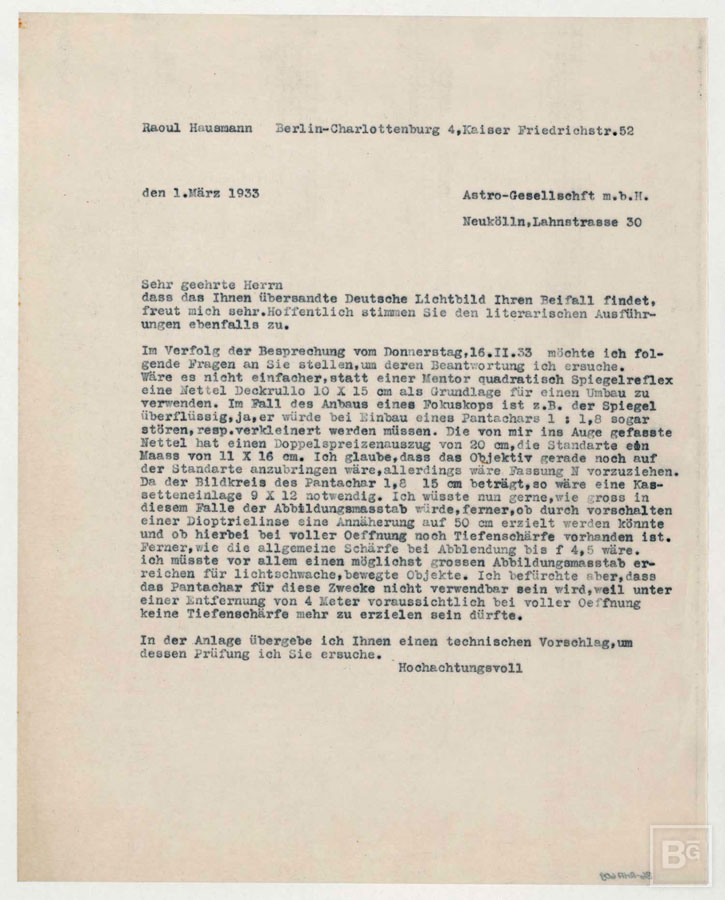 Raoul Hausmann Berlin-Charlottenburg 4,Kaiser Friedrichstr.52
den 1.März 1933
Astro-Gesellschft m.b.H.
Neukölln,Lahnstrasse 30
Sehr geehrte Herrn
dass das Ihnen übersandte Deutsche Lichtbild Ihren Beifall findet,
freut mich sehr.Hoffentlich stimmen Sie den literarischen Ausführ-
ungen ebenfalls zu.
Im Verfolg der Besprechung vom Donnerstag,16.II.33 möchte ich fol-
gende Fragen an Sie stellen,um deren Beantwortung ich ersuche.
Wäre es nicht einfacher,statt einer Mentor quadratisch Spiegelreflex
eine Nettel Deckrullo 10 X 15 cm als Grundlage für einen Umbau zu
verwenden. Im Fall des Anbaus eines Fokuskops ist z.B. der Spiegel
überflüssig,ja,er würde bei Einbau eines Pantachars 1 : 1,8 sogar
stören,resp.verkleinert werden müssen. Die von mir ins Auge gefasste
Nettel hat einen Doppelspreizenauszug von 20 cm,die Standarte ein
Maass von 11 X 16 cm. Ich glaube,dass das Objektiv gerade noch auf
der Standarte anzubringen wäre,allerdings wäre Fassung N vorzuziehen.
Da der Bildkreis des Pantachar 1,8 15 cm beträgt,so wäre eine Kas-
setteneinlage 9 X 12 notwendig. Ich wüsste nun gerne,wie gross in
diesem Falle der Abbildungsmasstab würde,ferner,ob durch vorschalten
einer Dioptrielinse eine Annäherung auf 50 cm erzielt werden könnte
und ob hierbei bei voller Oeffnung noch Tiefenschärfe vorhanden ist.
Ferner,wie die allgemeine Schärfe bei Abblendung bis f 4,5 wäre.
ich müsste vor allem einen möglichst grossen Abbildungsmasstab er-
reichen für lichtschwache,bewegte Objekte. Ich befürchte aber,dass
das Pantachar für diese Zwecke nicht verwendbar sein wird,weil unter
einer Entfernung von 4 Meter voraussichtlich bei voller Oeffnung
keine Tiefenschärfe mehr zu erzielen sein dürfte.
In der Anlage übergebe ich Ihnen einen technischen Vorschlag,um
dessen Prüfung ich Sie ersuche.
Hochachtungsvoll
BG